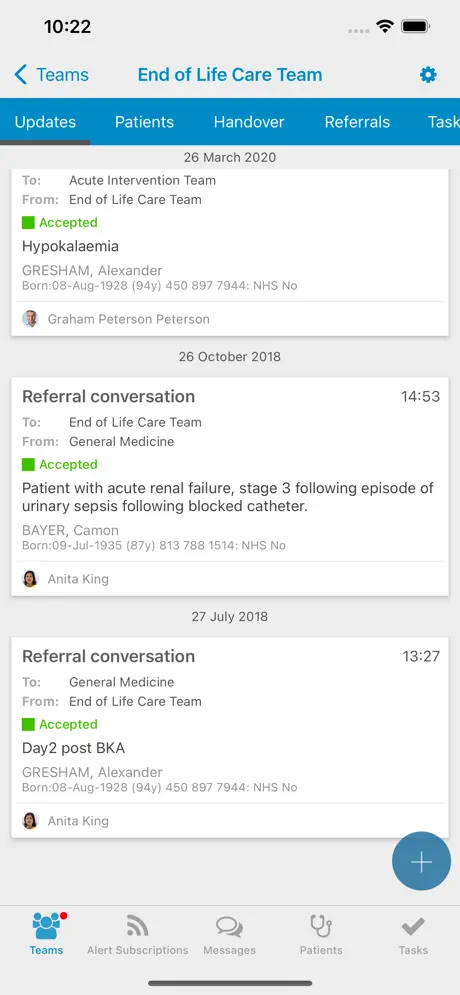 10:22
Teams
End of Life Care Team
Updates Patients Handover Referrals Task
26 March 2020
To: Acute Intervention Team
From: End of Life Care Team
Accepted
Hypokalaemia
GRESHAM, Alexander
Born:08-Aug-1928 (94y) 450 897 7944: NHS No
Graham Peterson Peterson
26 October 2018
Referral conversation 14:53
To: End of Life Care Team
From: General Medicine
Accepted
Patient with acute renal failure, stage 3 following episode of
urinary sepsis following blocked catheter.
BAYER, Camon
Born:09-Jul-1935 (87y) 813 788 1514: NHS No
Anita King
27 July 2018
Referral conversation 13:27
To: General Medicine
From: End of Life Care Team
Accepted
Day2 post BKA
GRESHAM, Alexander
Born:08-Aug-1928 (94y) 450 897 7944: NHS No
Anita King
Teams Alert Subscriptions Messages Patients Tasks